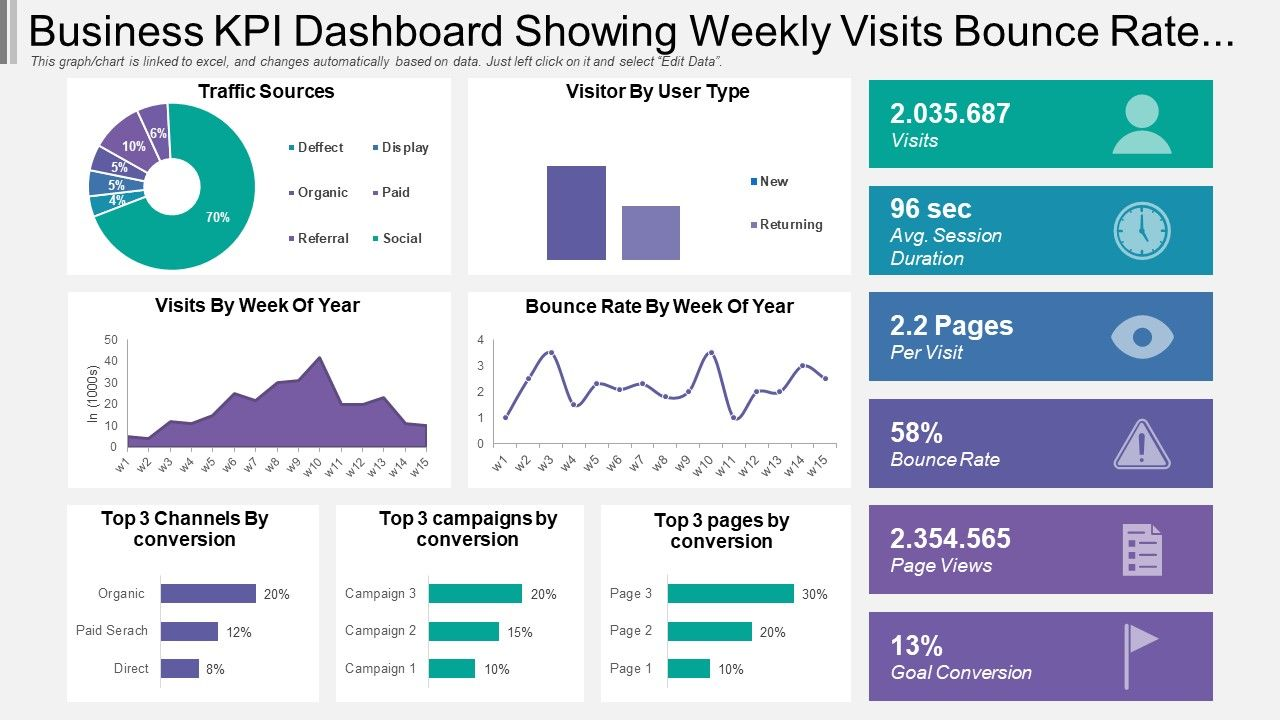 Business KPI Dashboard Showing Weekly Visits Bounce Rate...
This graph/chart is linked to excel, and changes automatically based on data. Just left click on it and select “Edit Data”.
Traffic Sources
6%
10%
5%
5%
4%
70%
Deffect
Display
Organic
Paid
Referral
Social
Visitor By User Type
New
Returning
2.035.687
Visits
96 sec
Avg. Session
Duration
2.2 Pages
Per Visit
58%
Bounce Rate
2.354.565
Page Views
13%
Goal Conversion
Visits By Week Of Year
In (1000s)
50
40
30
20
10
0
w1
w2
w3
w4
w5
w6
w7
w8
w9
w10
w11
w12
w13
w14
w15
Bounce Rate By Week Of Year
4
3
2
1
0
w1
w2
w3
w4
w5
w6
w7
w8
w9
w10
w11
w12
w13
w14
w15
Top 3 Channels By
conversion
Organic 20%
Paid Serach 12%
Direct 8%
Top 3 campaigns by
conversion
Campaign 3 20%
Campaign 2 15%
Campaign 1 10%
Top 3 pages by
conversion
Page 3 30%
Page 2 20%
Page 1 10%